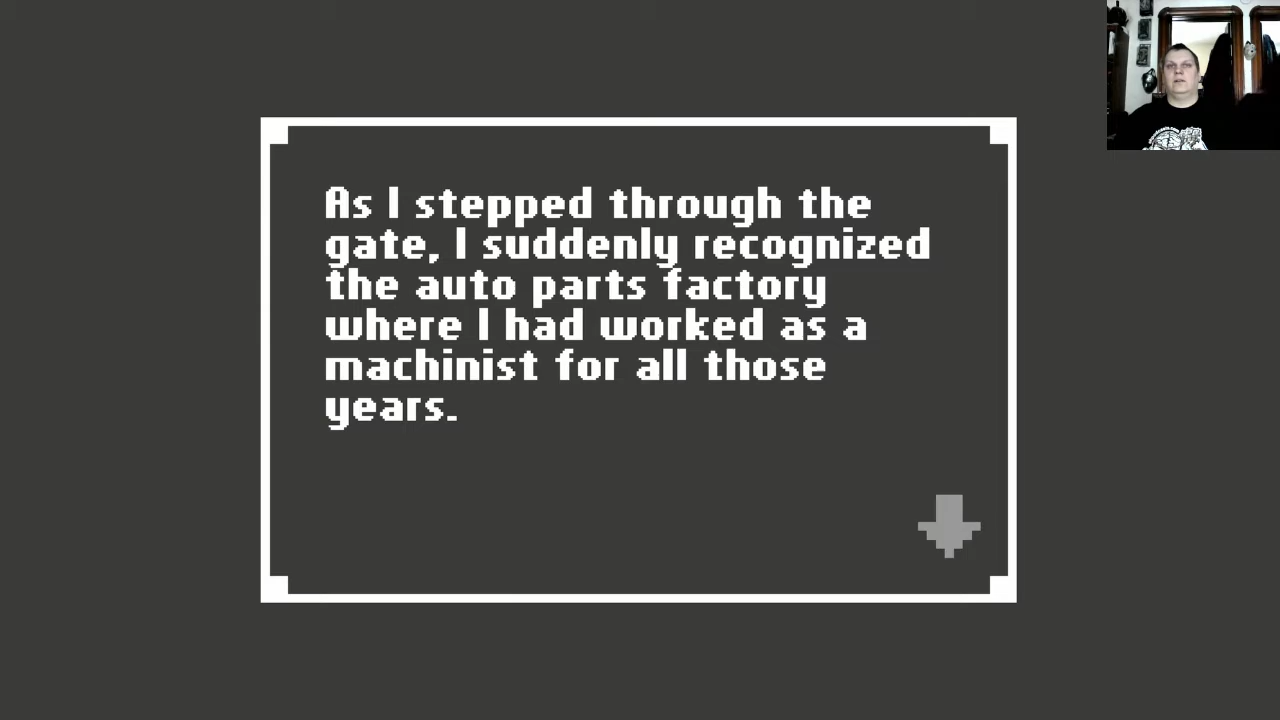 As I stepped through the
gate, I suddenly recognized
the auto parts factory
where I had worked as a
machinist for all those
years.